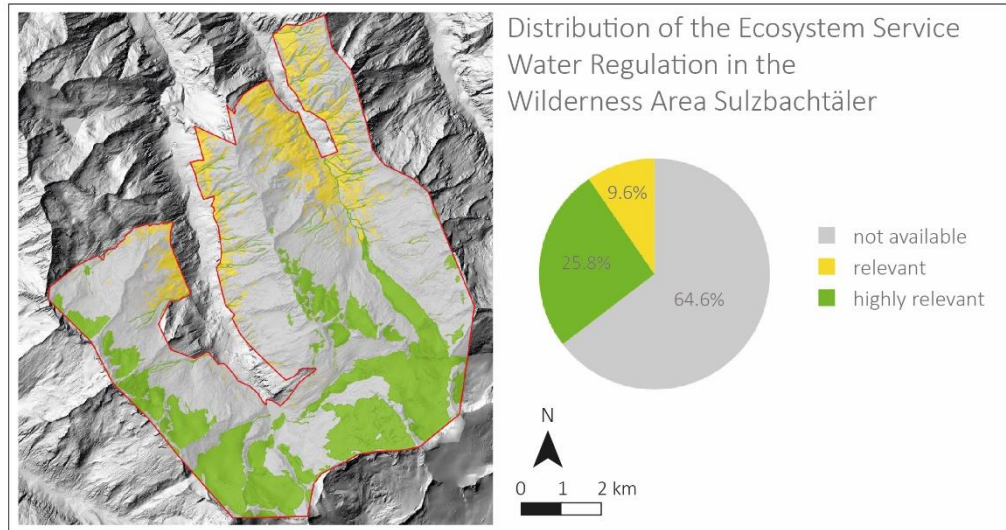 Distribution of the Ecosystem Service
Water Regulation in the
Wilderness Area Sulzbachtäler
9.6%
25.8%
64.6%
not available
relevant
highly relevant
N
0 1 2 km